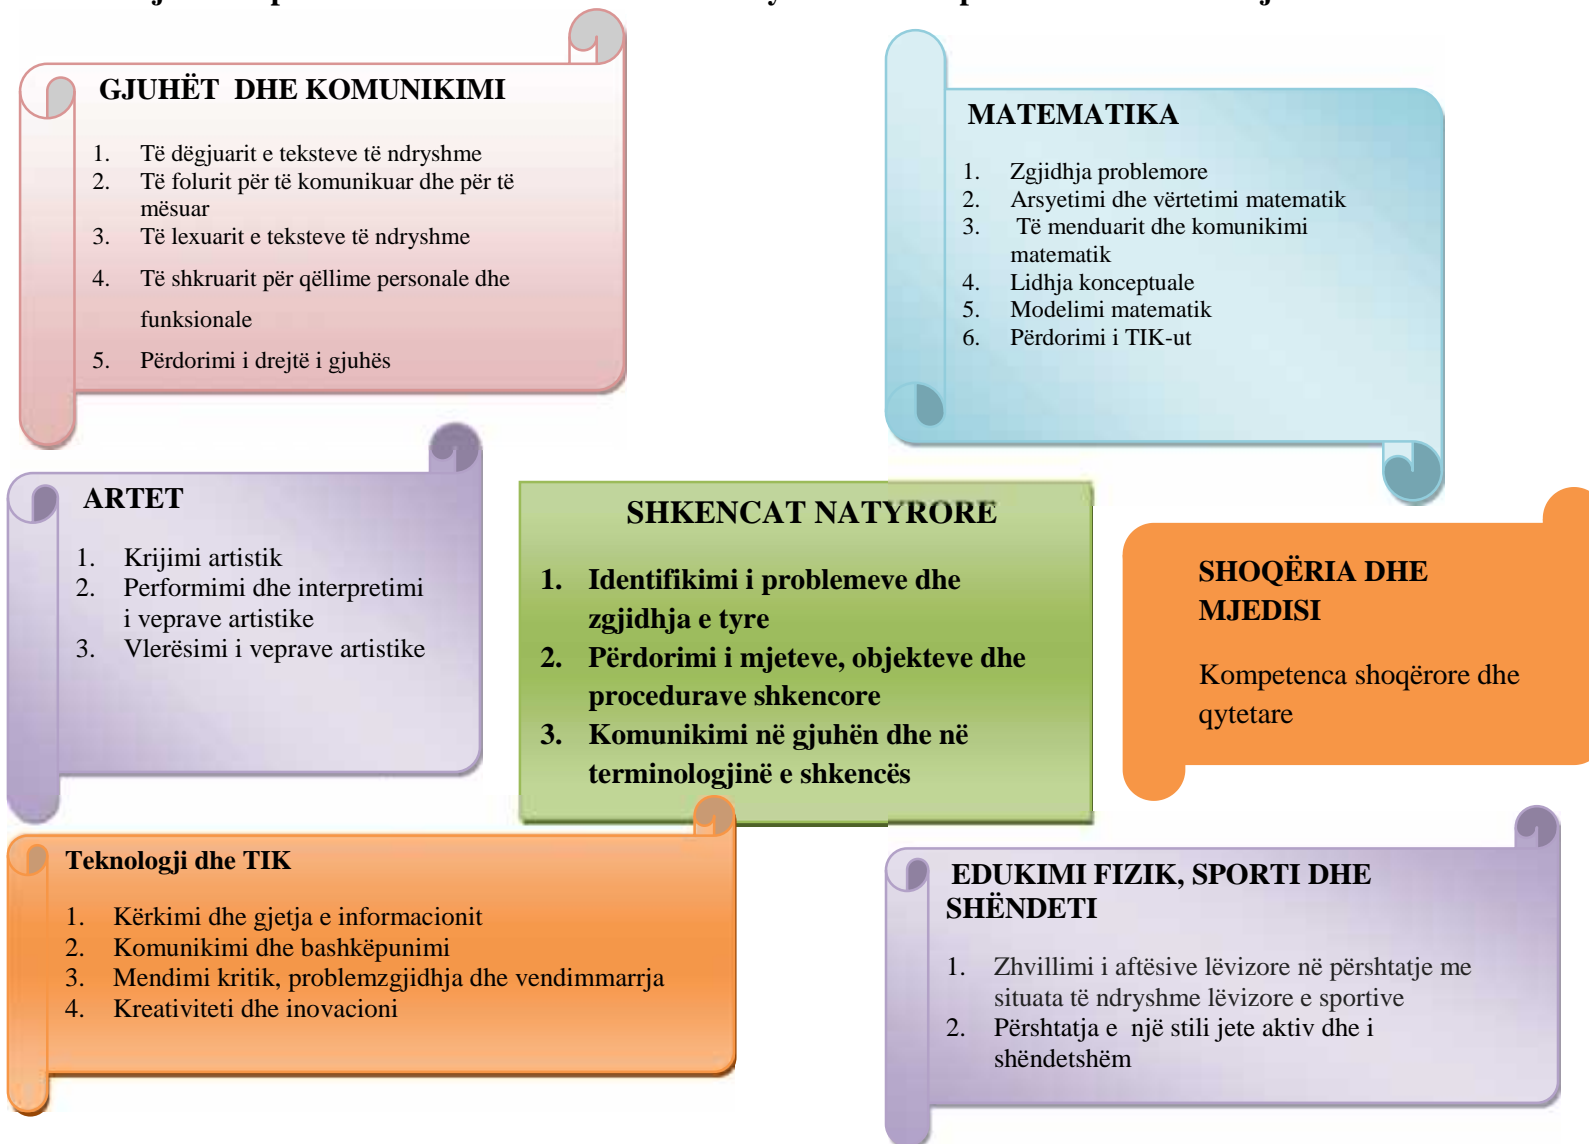 GJUHËT DHE KOMUNIKIMI
1. Të dëgjuarit e teksteve të ndryshme
2. Të folurit për të komunikuar dhe për të
mësuar
3. Të lexuarit e teksteve të ndryshme
4. Të shkruarit për qëllime personale dhe
funksionale
5. Përdorimi i drejtë i gjuhës
MATEMATIKA
1. Zgjidhja problemore
2. Arsyetimi dhe vërtetimi matematik
3. Të menduarit dhe komunikimi
matematik
4. Lidhja konceptuale
5. Modelimi matematik
6. Përdorimi i TIK-ut
ARTET
1. Krijimi artistik
2. Performimi dhe interpretimi
i veprave artistike
3. Vlerësimi i veprave artistike
SHKENCAT NATYRORE
1. Identifikimi i problemeve dhe
zgjidhja e tyre
2. Përdorimi i mjeteve, objekteve dhe
procedurave shkencore
3. Komunikimi në gjuhën dhe në
terminologjinë e shkencës
SHOQËRIA DHE
MJEDISI
Kompetenca shoqërore dhe
qytetare
Teknologji dhe TIK
1. Kërkimi dhe gjetja e informacionit
2. Komunikimi dhe bashkëpunimi
3. Mendimi kritik, problemzgjidhja dhe vendimmarrja
4. Kreativiteti dhe inovacioni
EDUKIMI FIZIK, SPORTI DHE
SHËNDETI
1. Zhvillimi i aftësive lëvizore në përshtatje me
situata të ndryshme lëvizore e sportive
2. Përshtatja e një stili jete aktiv dhe i
shëndetshëm